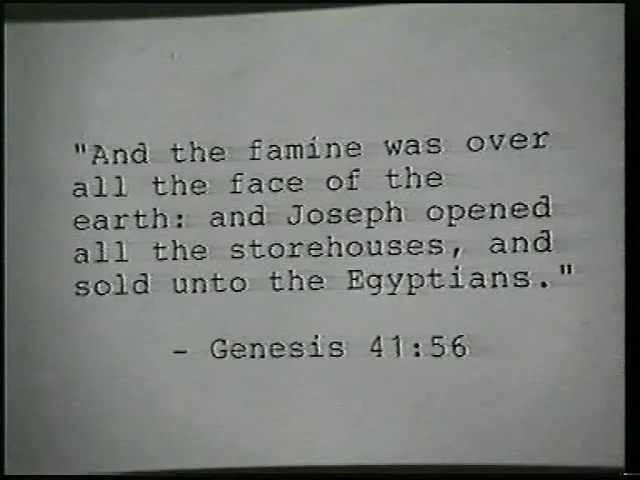 "And the famine was over
all the face of the
earth: and Joseph opened
all the storehouses, and
sold unto the Egyptians."
- Genesis 41:56